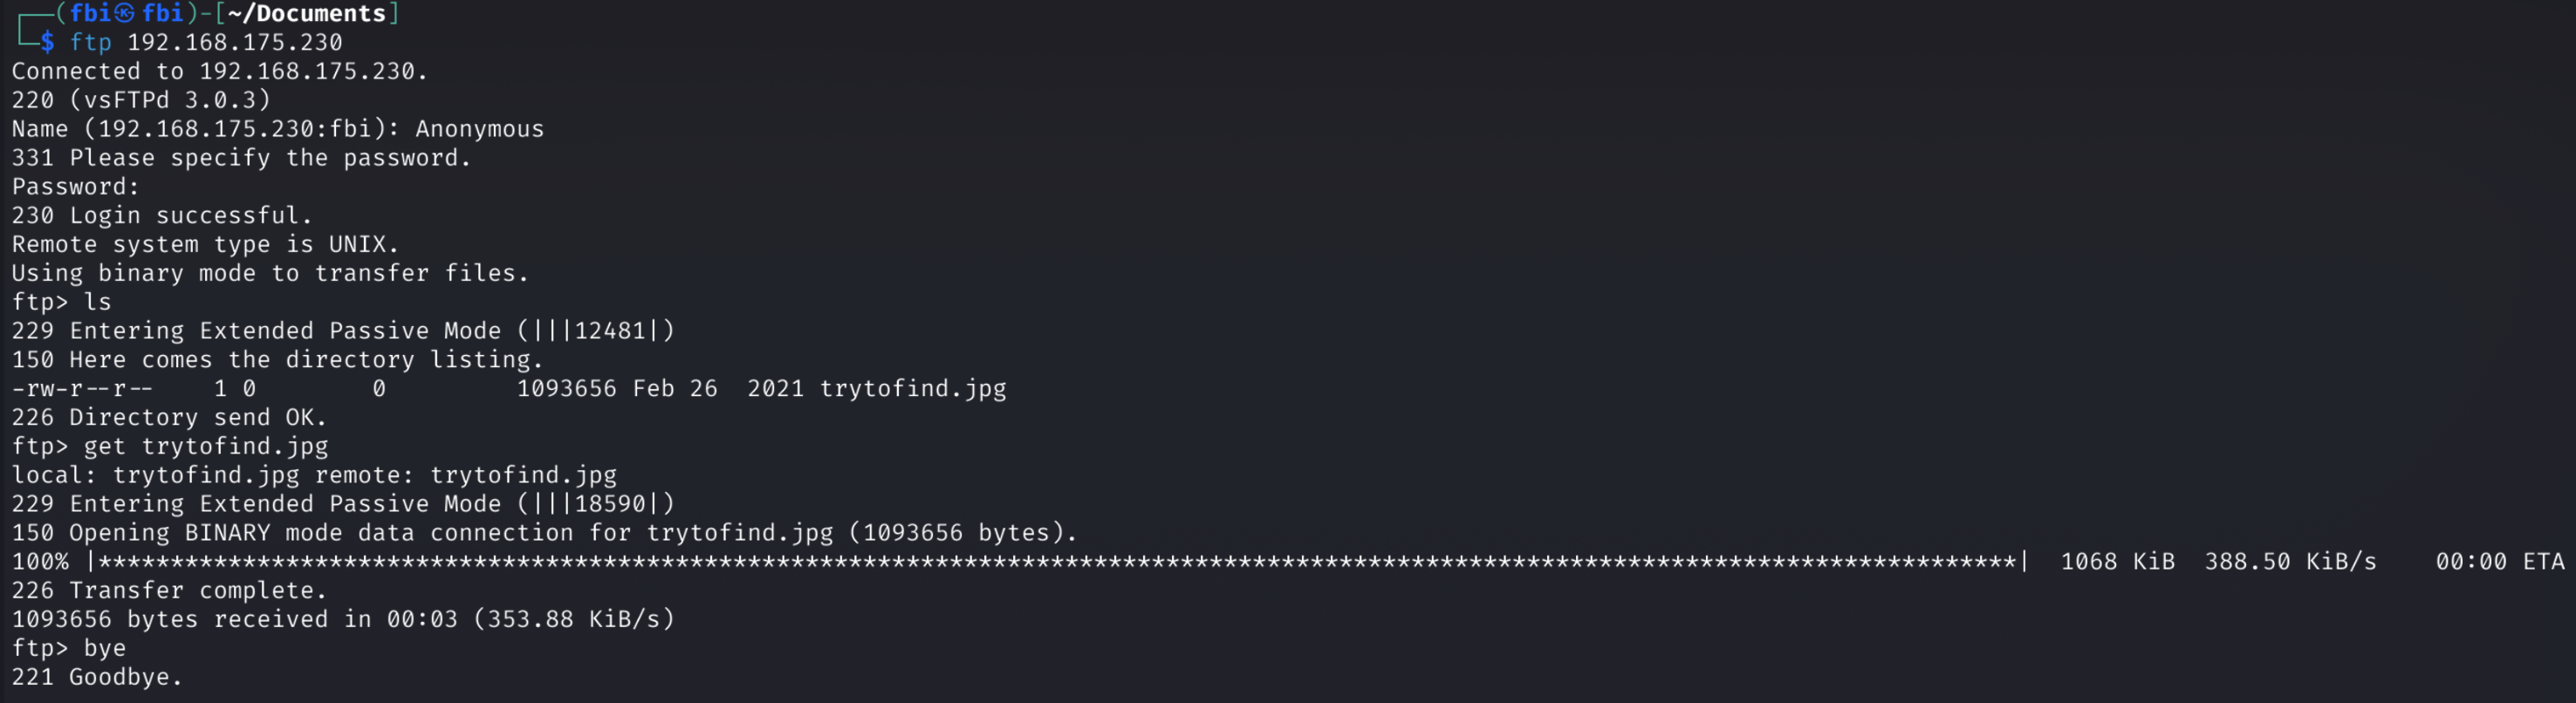 ┌──(fbi㉿fbi)-[~/Documents]
└─$ ftp 192.168.175.230
Connected to 192.168.175.230.
220 (vsFTPd 3.0.3)
Name (192.168.175.230:fbi): Anonymous
331 Please specify the password.
Password:
230 Login successful.
Remote system type is UNIX.
Using binary mode to transfer files.
ftp> ls
229 Entering Extended Passive Mode (|||12481|)
150 Here comes the directory listing.
-rw-r--r--    1 0        0         1093656 Feb 26  2021 trytofind.jpg
226 Directory send OK.
ftp> get trytofind.jpg
local: trytofind.jpg remote: trytofind.jpg
229 Entering Extended Passive Mode (|||18590|)
150 Opening BINARY mode data connection for trytofind.jpg (1093656 bytes).
100% |*************************************************************************************************************************************|  1068 KiB  388.50 KiB/s    00:00 ETA
226 Transfer complete.
1093656 bytes received in 00:03 (353.88 KiB/s)
ftp> bye
221 Goodbye.